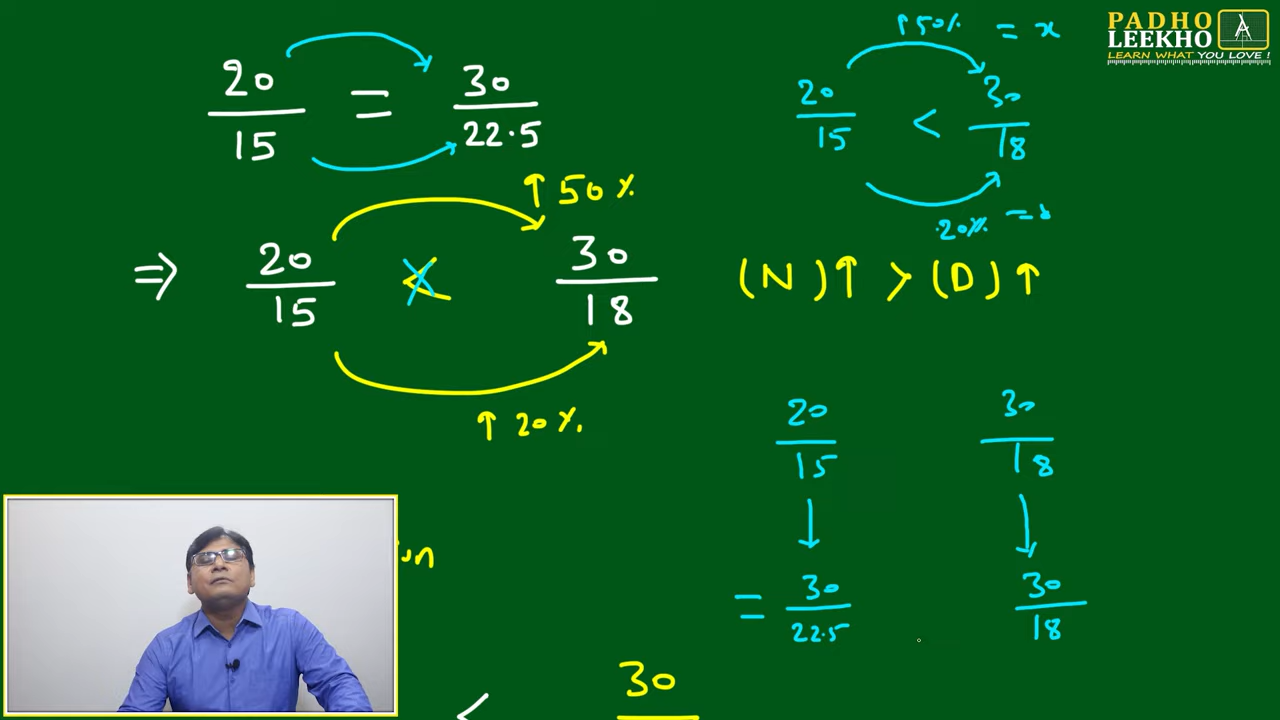 PADHO
LEEKHO
LEARN WHAT YOU LOVE !
20/15 = 30/22.5
↑ 50% = x
20/15 < 30/18
20% =
↑ 50%
⇒ 20/15 < 30/18
↑ 20%
(N)↑ > (D)↑
20/15 30/18
↓ ↓
= 30/22.5 30/18
< 30